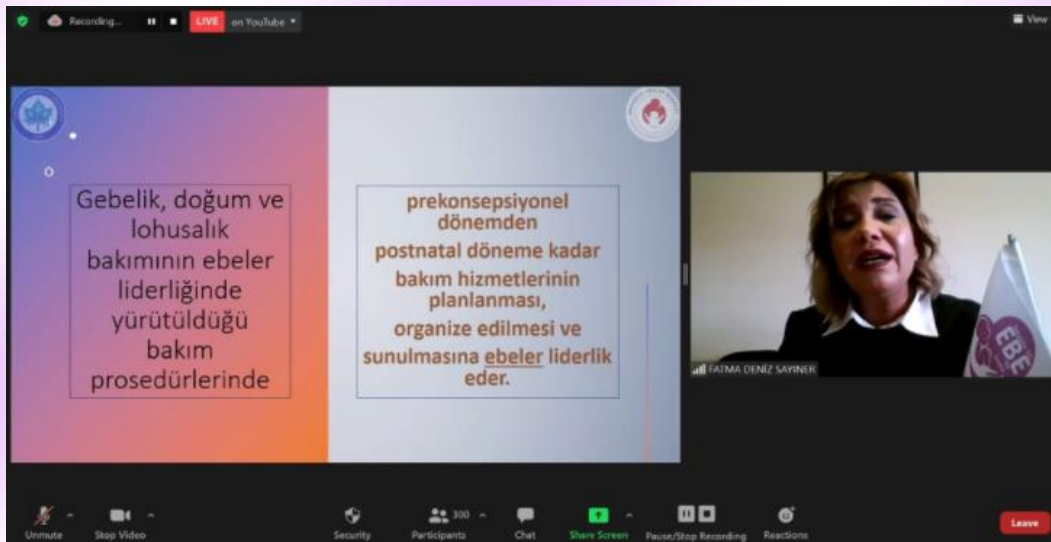 Recording...
LIVE on YouTube
View
Gebelik, doğum ve
lohusalık
bakımının ebeler
liderliğinde
yürütüldüğü
bakım
prosedürlerinde
prekonsepsiyonel
dönemden
postnatal döneme kadar
bakım hizmetlerinin
planlanması,
organize edilmesi ve
sunulmasına ebeler liderlik
eder.
EBE
FATMA DENİZ SAYINER
Unmute
Stop Video
Security
300
Participants
Chat
Share Screen
Pause/Stop Recording
Reactions
Leave